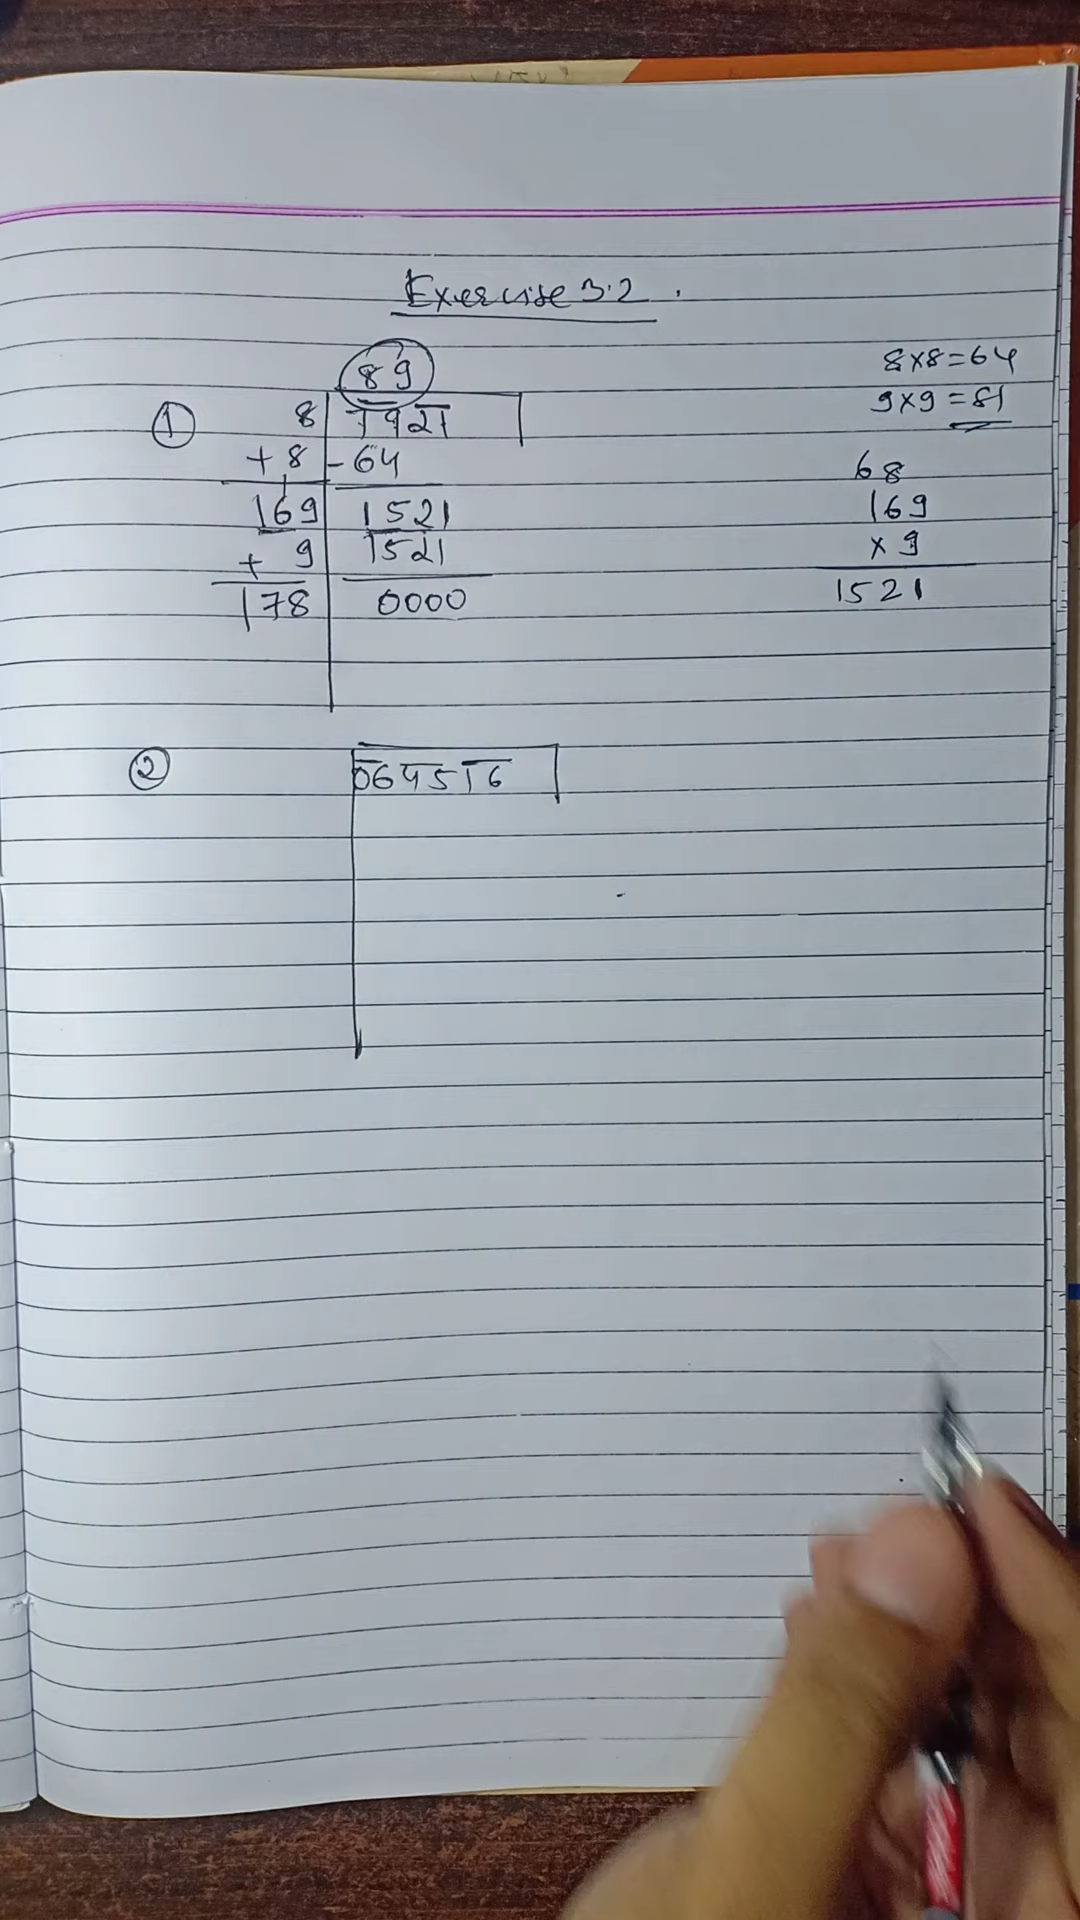 Exercise 3.2 .
89
① 8 7921 8×8=64
9×9=81
+8 -64
169 1521 68
169
+ 9 1521 ×9
178 0000 1521
② 064516